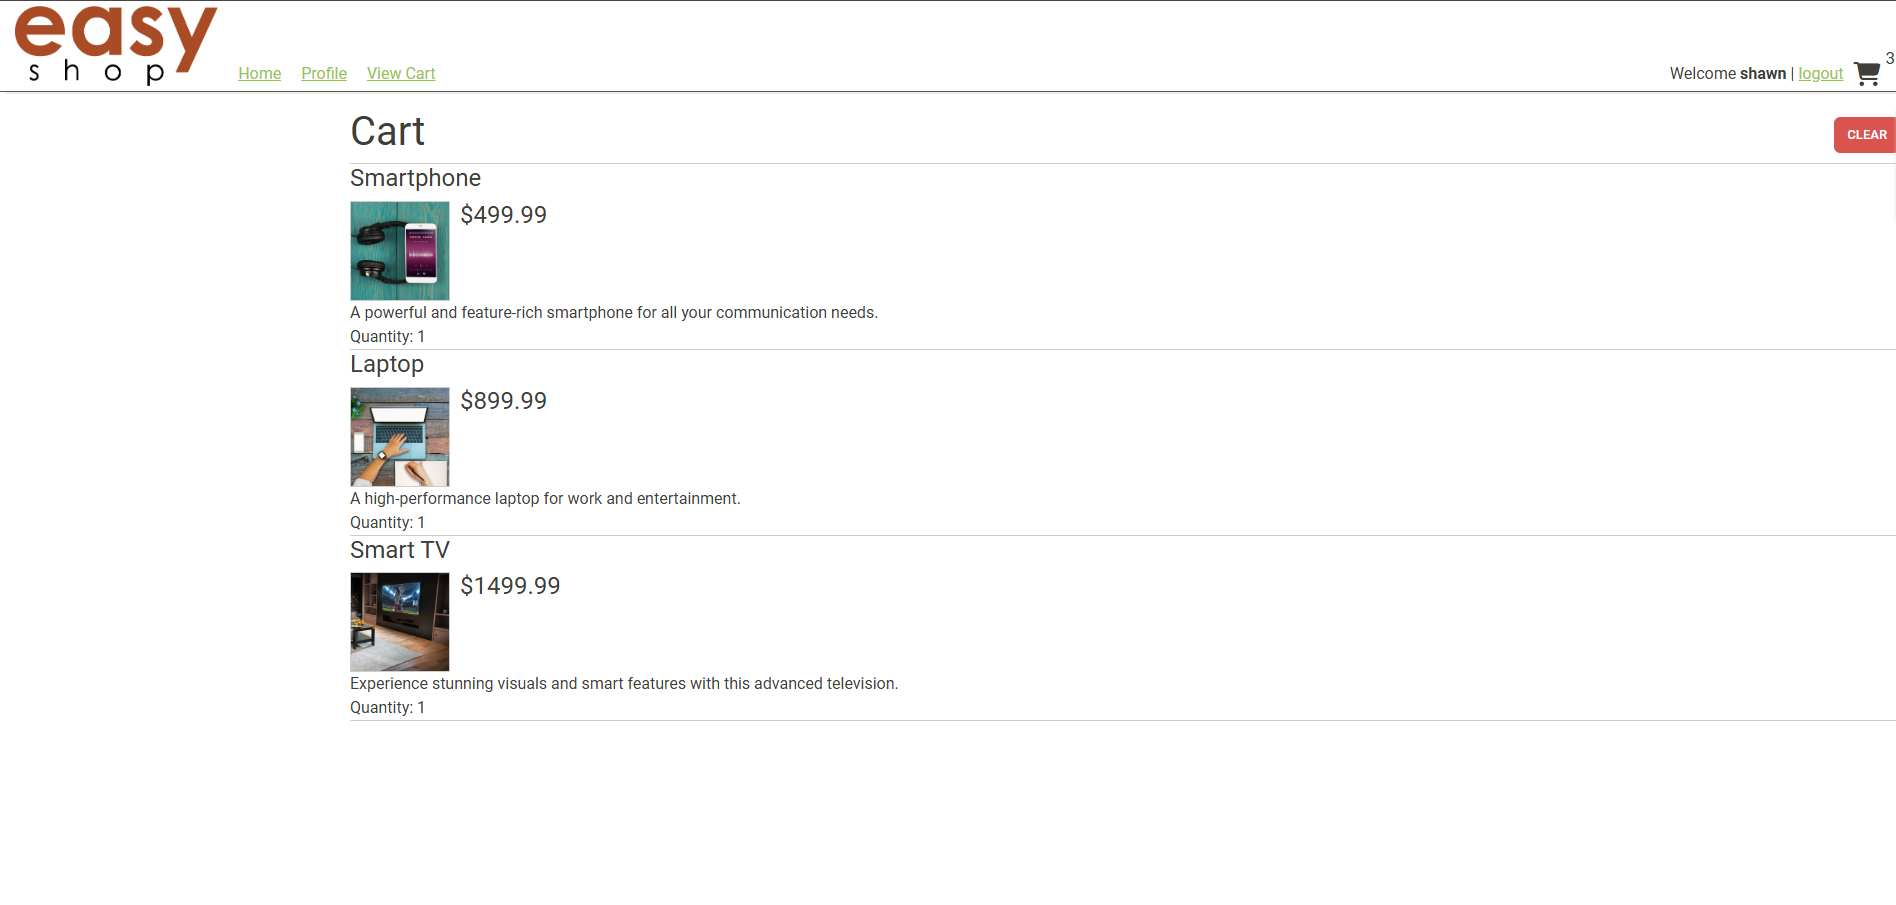 easy
shop
Home Profile View Cart
Welcome shawn | logout 3
Cart
CLEAR
Smartphone
$499.99
A powerful and feature-rich smartphone for all your communication needs.
Quantity: 1
Laptop
$899.99
A high-performance laptop for work and entertainment.
Quantity: 1
Smart TV
$1499.99
Experience stunning visuals and smart features with this advanced television.
Quantity: 1